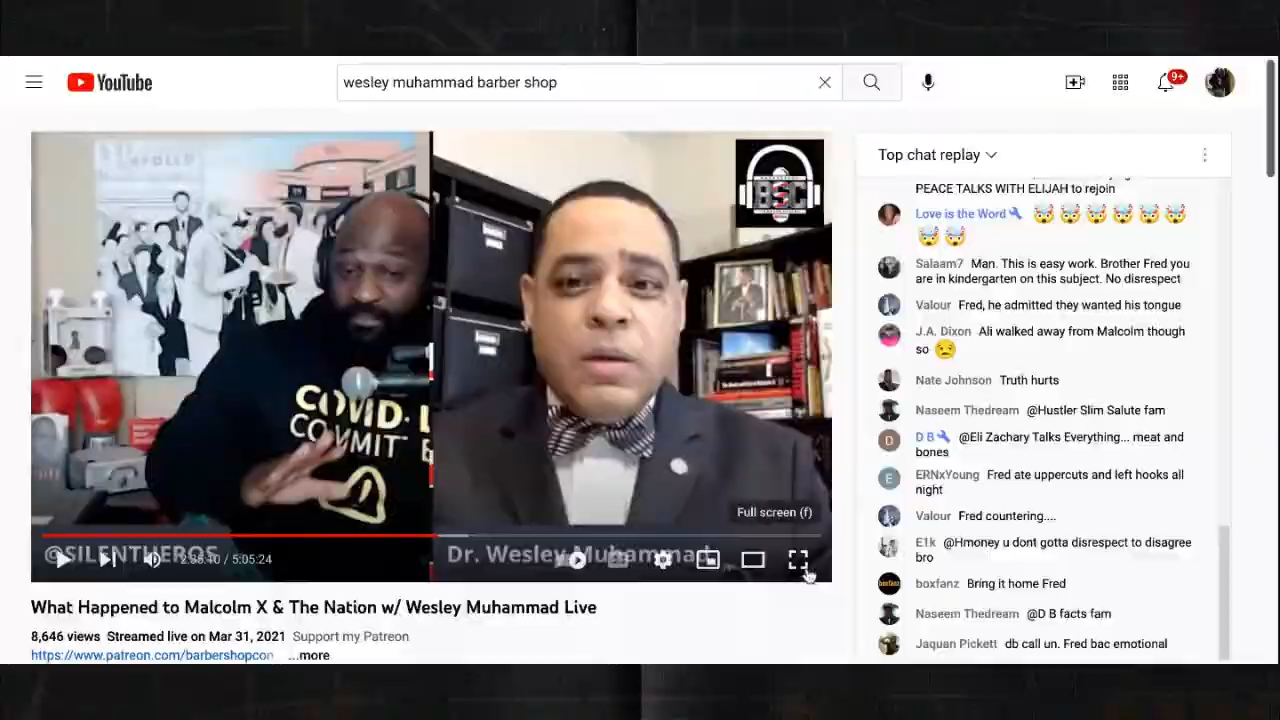 YouTube
wesley muhammad barber shop
9+
BSC
COVID-
COMMIT
Full screen (f)
@SILENTHEROS
/ 5:05:24
Dr. Wesley Muhammad
What Happened to Malcolm X & The Nation w/ Wesley Muhammad Live
8,646 views Streamed live on Mar 31, 2021 Support my Patreon
https://www.patreon.com/barbershopcon ...more
Top chat replay
PEACE TALKS WITH ELIJAH to rejoin
Love is the Word
Salaam7 Man. This is easy work. Brother Fred you
are in kindergarten on this subject. No disrespect
Valour Fred, he admitted they wanted his tongue
J.A. Dixon Ali walked away from Malcolm though
so
Nate Johnson Truth hurts
Naseem Thedream @Hustler Slim Salute fam
D B @Eli Zachary Talks Everything... meat and
bones
ERNxYoung Fred ate uppercuts and left hooks all
night
Valour Fred countering....
E1k @Hmoney u dont gotta disrespect to disagree
bro
boxfanz Bring it home Fred
Naseem Thedream @D B facts fam
Jaquan Pickett db call un. Fred bac emotional